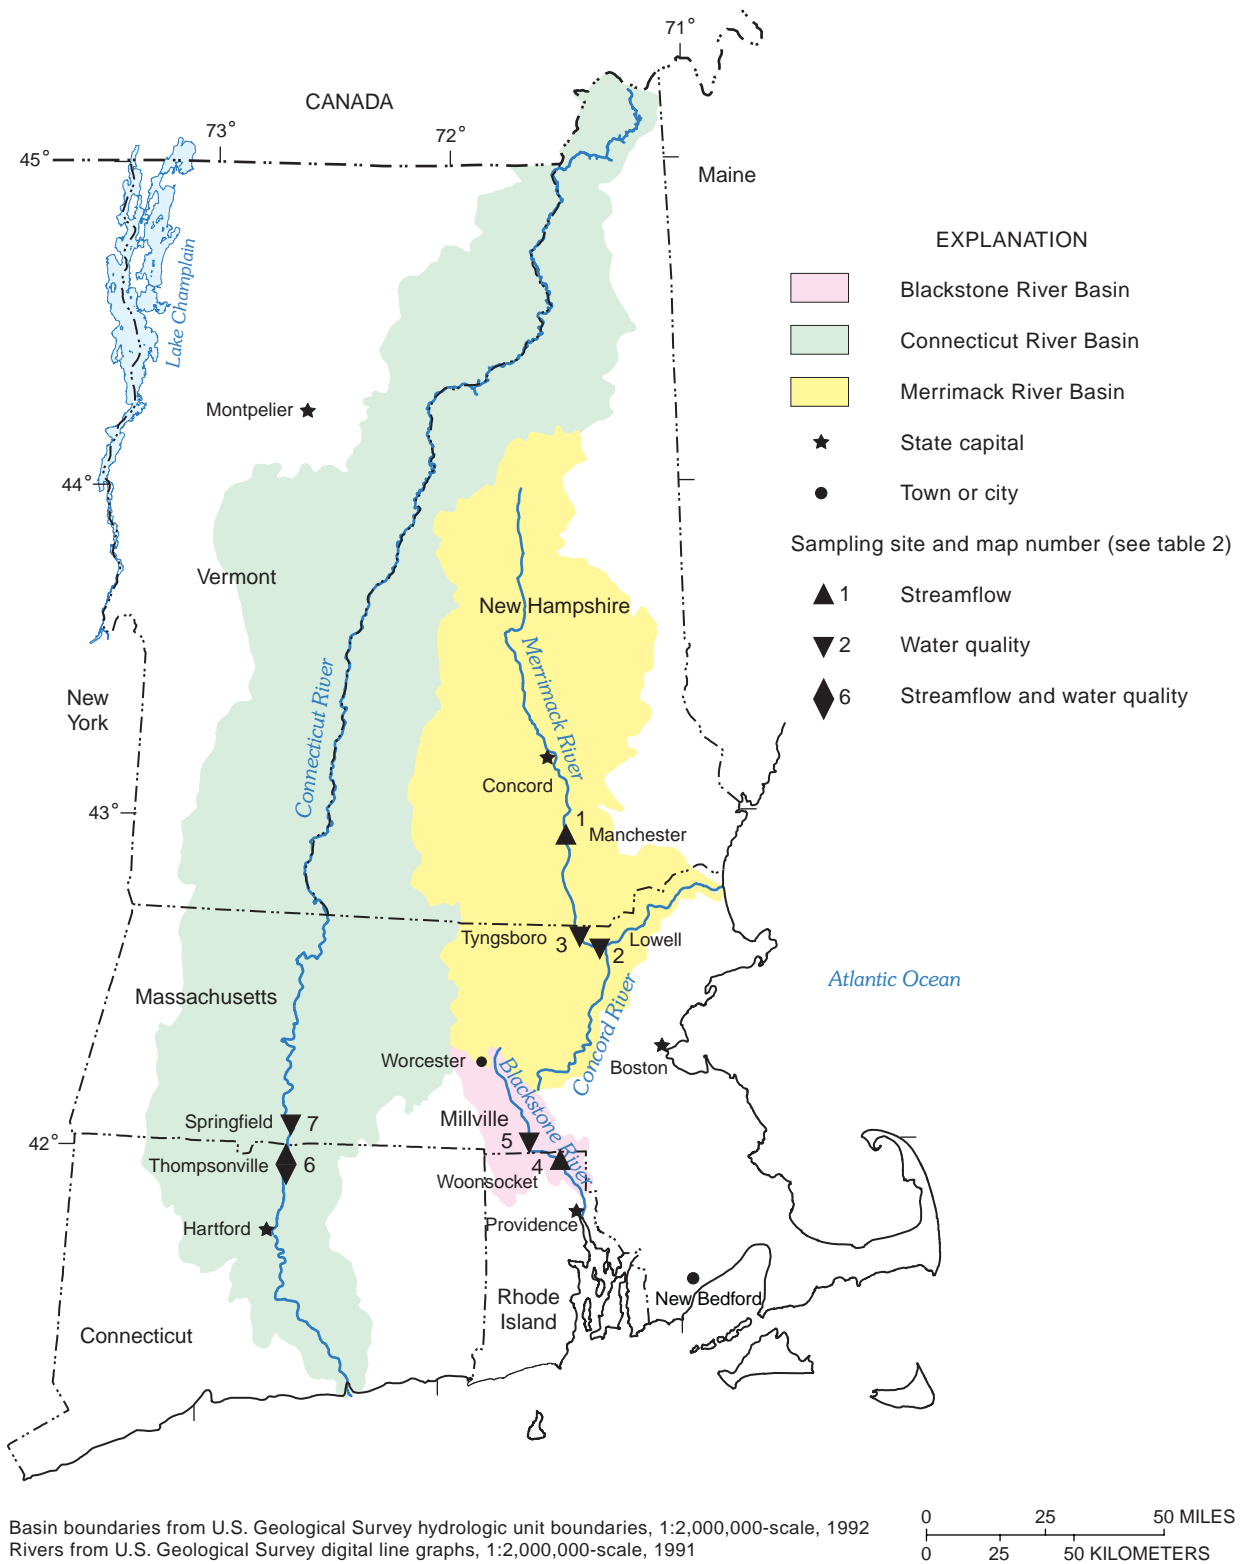 71°
CANADA
73°
72°
45°
Maine
Lake Champlain
EXPLANATION
Blackstone River Basin
Connecticut River Basin
Merrimack River Basin
State capital
Town or city
Sampling site and map number (see table 2)
1 Streamflow
2 Water quality
6 Streamflow and water quality
Montpelier
44°
Vermont
New Hampshire
Merrimack River
Connecticut River
New
York
Concord
43°
1
Manchester
Tyngsboro
3
2
Lowell
Massachusetts
Atlantic Ocean
Concord River
Worcester
Boston
Blackstone River
Springfield
7
Millville
42°
5
Thompsonville
6
4
Woonsocket
Hartford
Providence
New Bedford
Rhode
Island
Connecticut
Basin boundaries from U.S. Geological Survey hydrologic unit boundaries, 1:2,000,000-scale, 1992
Rivers from U.S. Geological Survey digital line graphs, 1:2,000,000-scale, 1991
0 25 50 MILES
0 25 50 KILOMETERS